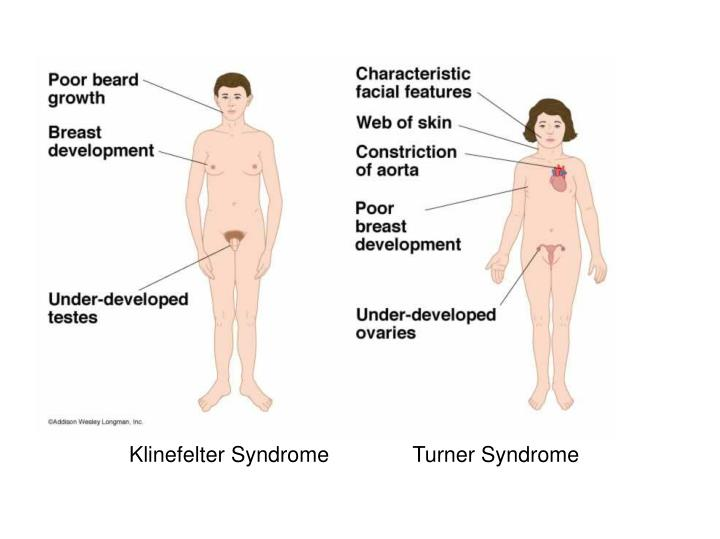 Poor beard
growth
Breast
development
Under-developed
testes
©Addison Wesley Longman, Inc.
Characteristic
facial features
Web of skin
Constriction
of aorta
Poor
breast
development
Under-developed
ovaries
Klinefelter Syndrome
Turner Syndrome